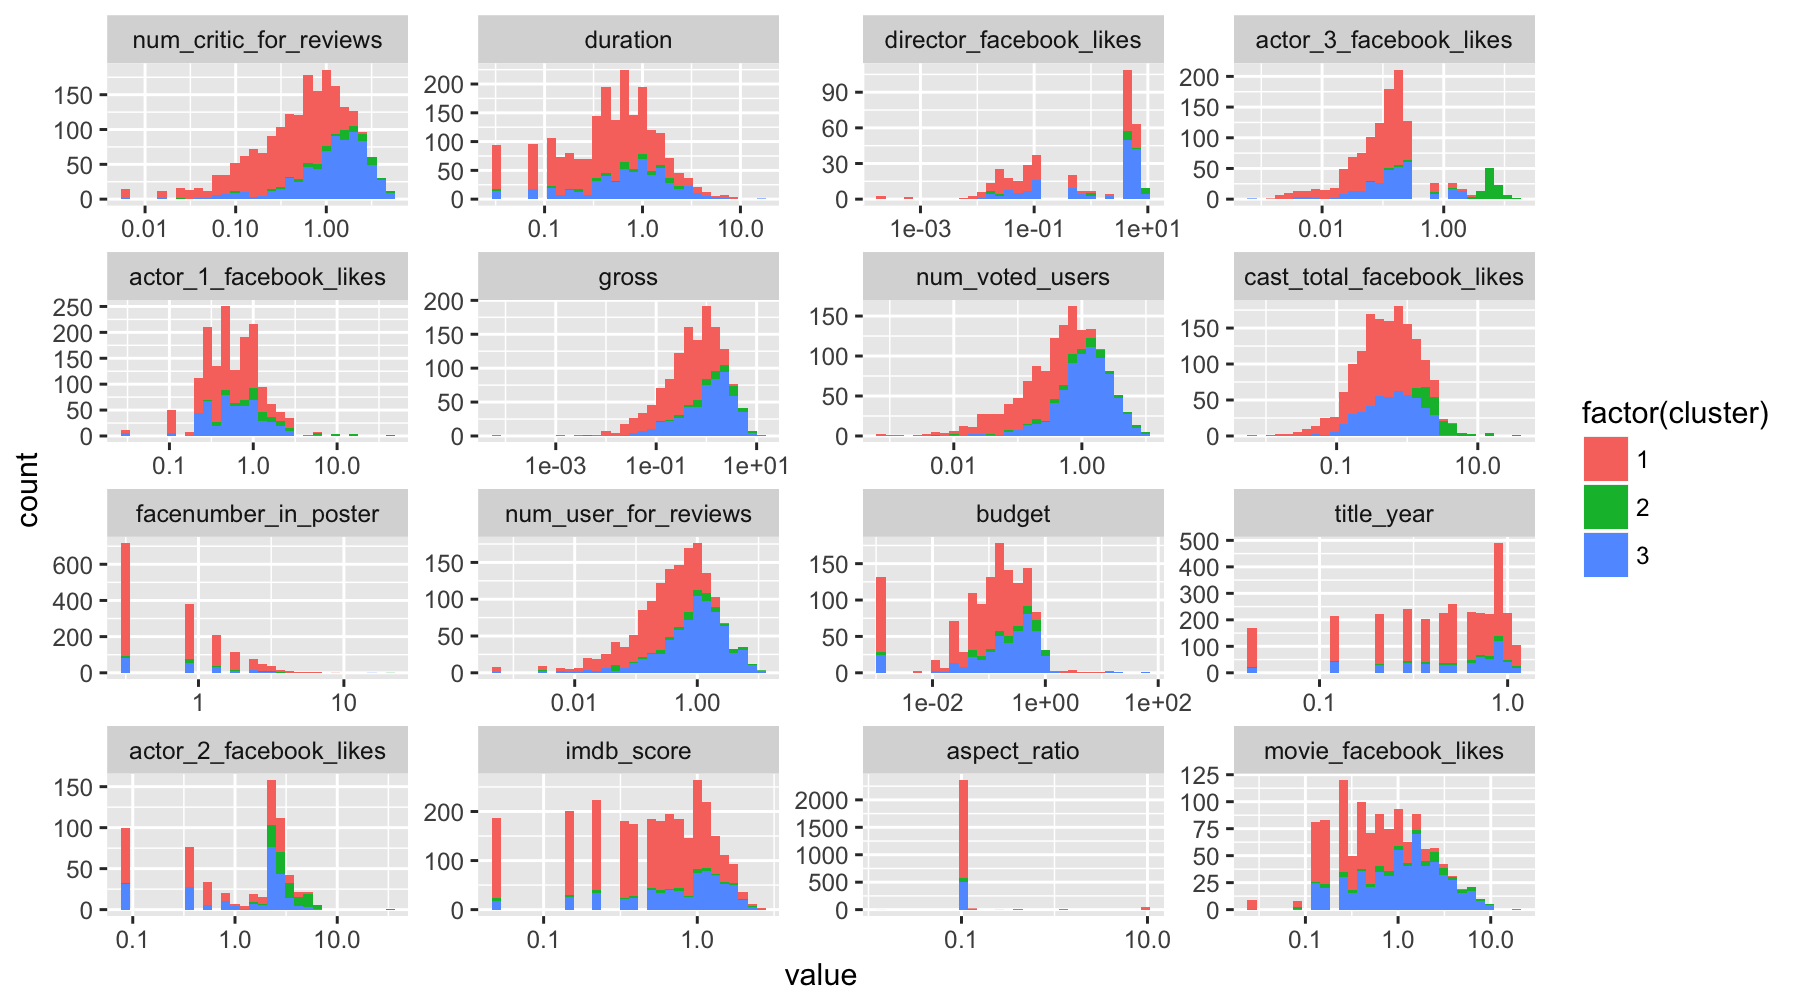 num_critic_for_reviews duration director_facebook_likes actor_3_facebook_likes
150 100 50 0 200 150 100 50 0 90 60 30 0 200 150 100 50 0
0.01 0.10 1.00 0.1 1.0 10.0 1e-03 1e-01 1e+01 0.01 1.00
actor_1_facebook_likes gross num_voted_users cast_total_facebook_likes
250 200 150 100 50 0 200 150 100 50 0 150 100 50 0 150 100 50 0
0.1 1.0 10.0 1e-03 1e-01 1e+01 0.01 1.00 0.1 10.0
facenumber_in_poster num_user_for_reviews budget title_year
600 400 200 0 150 100 50 0 150 100 50 0 500 400 300 200 100 0
1 10 0.01 1.00 1e-02 1e+00 1e+02 0.1 1.0
actor_2_facebook_likes imdb_score aspect_ratio movie_facebook_likes
150 100 50 0 200 100 0 2000 1500 1000 500 0 125 100 75 50 25 0
0.1 1.0 10.0 0.1 1.0 0.1 10.0 0.1 1.0 10.0
count
value
factor(cluster)
1
2
3